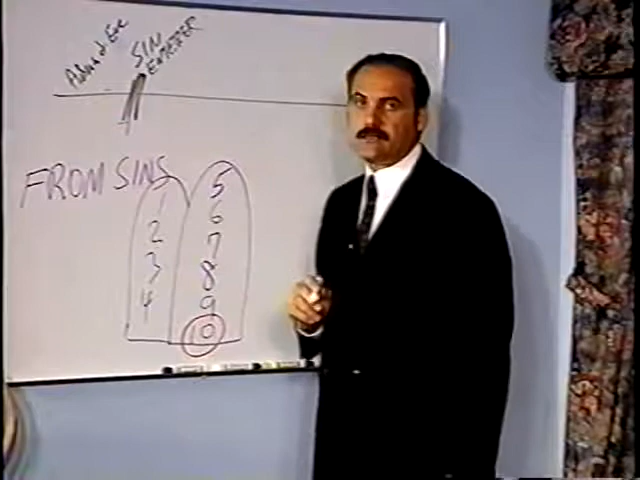 Adam & Eve
SIN
ENTERED
FROM SINS
1 5
2 6
3 7
4 8
9
10